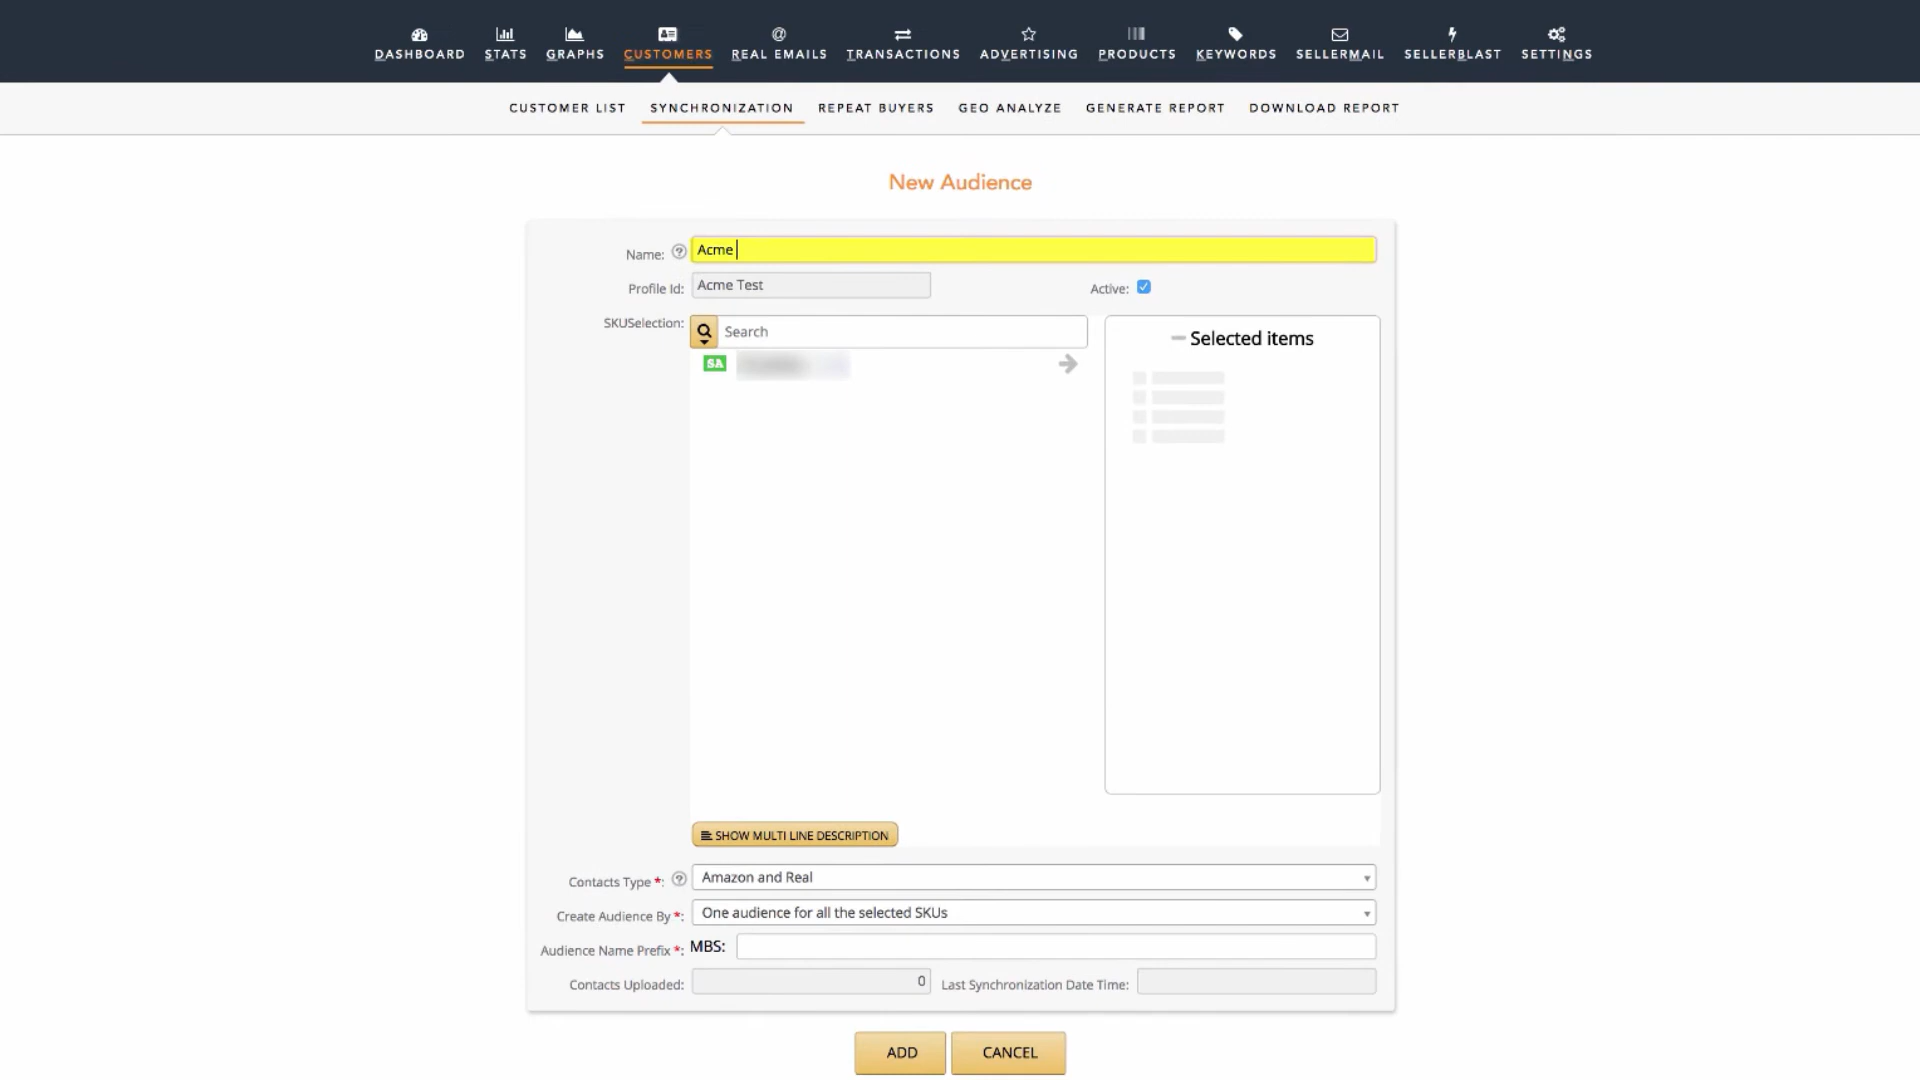 DASHBOARD STATS GRAPHS CUSTOMERS REAL EMAILS TRANSACTIONS ADVERTISING PRODUCTS KEYWORDS SELLERMAIL SELLERBLAST SETTINGS
CUSTOMER LIST SYNCHRONIZATION REPEAT BUYERS GEO ANALYZE GENERATE REPORT DOWNLOAD REPORT
New Audience
Name: ? Acme
Profile Id: Acme Test Active:
SKUSelection: Search
Selected items
SA
SHOW MULTI LINE DESCRIPTION
Contacts Type *: ? Amazon and Real
Create Audience By *: One audience for all the selected SKUs
Audience Name Prefix *: MBS:
Contacts Uploaded: 0 Last Synchronization Date Time:
ADD CANCEL